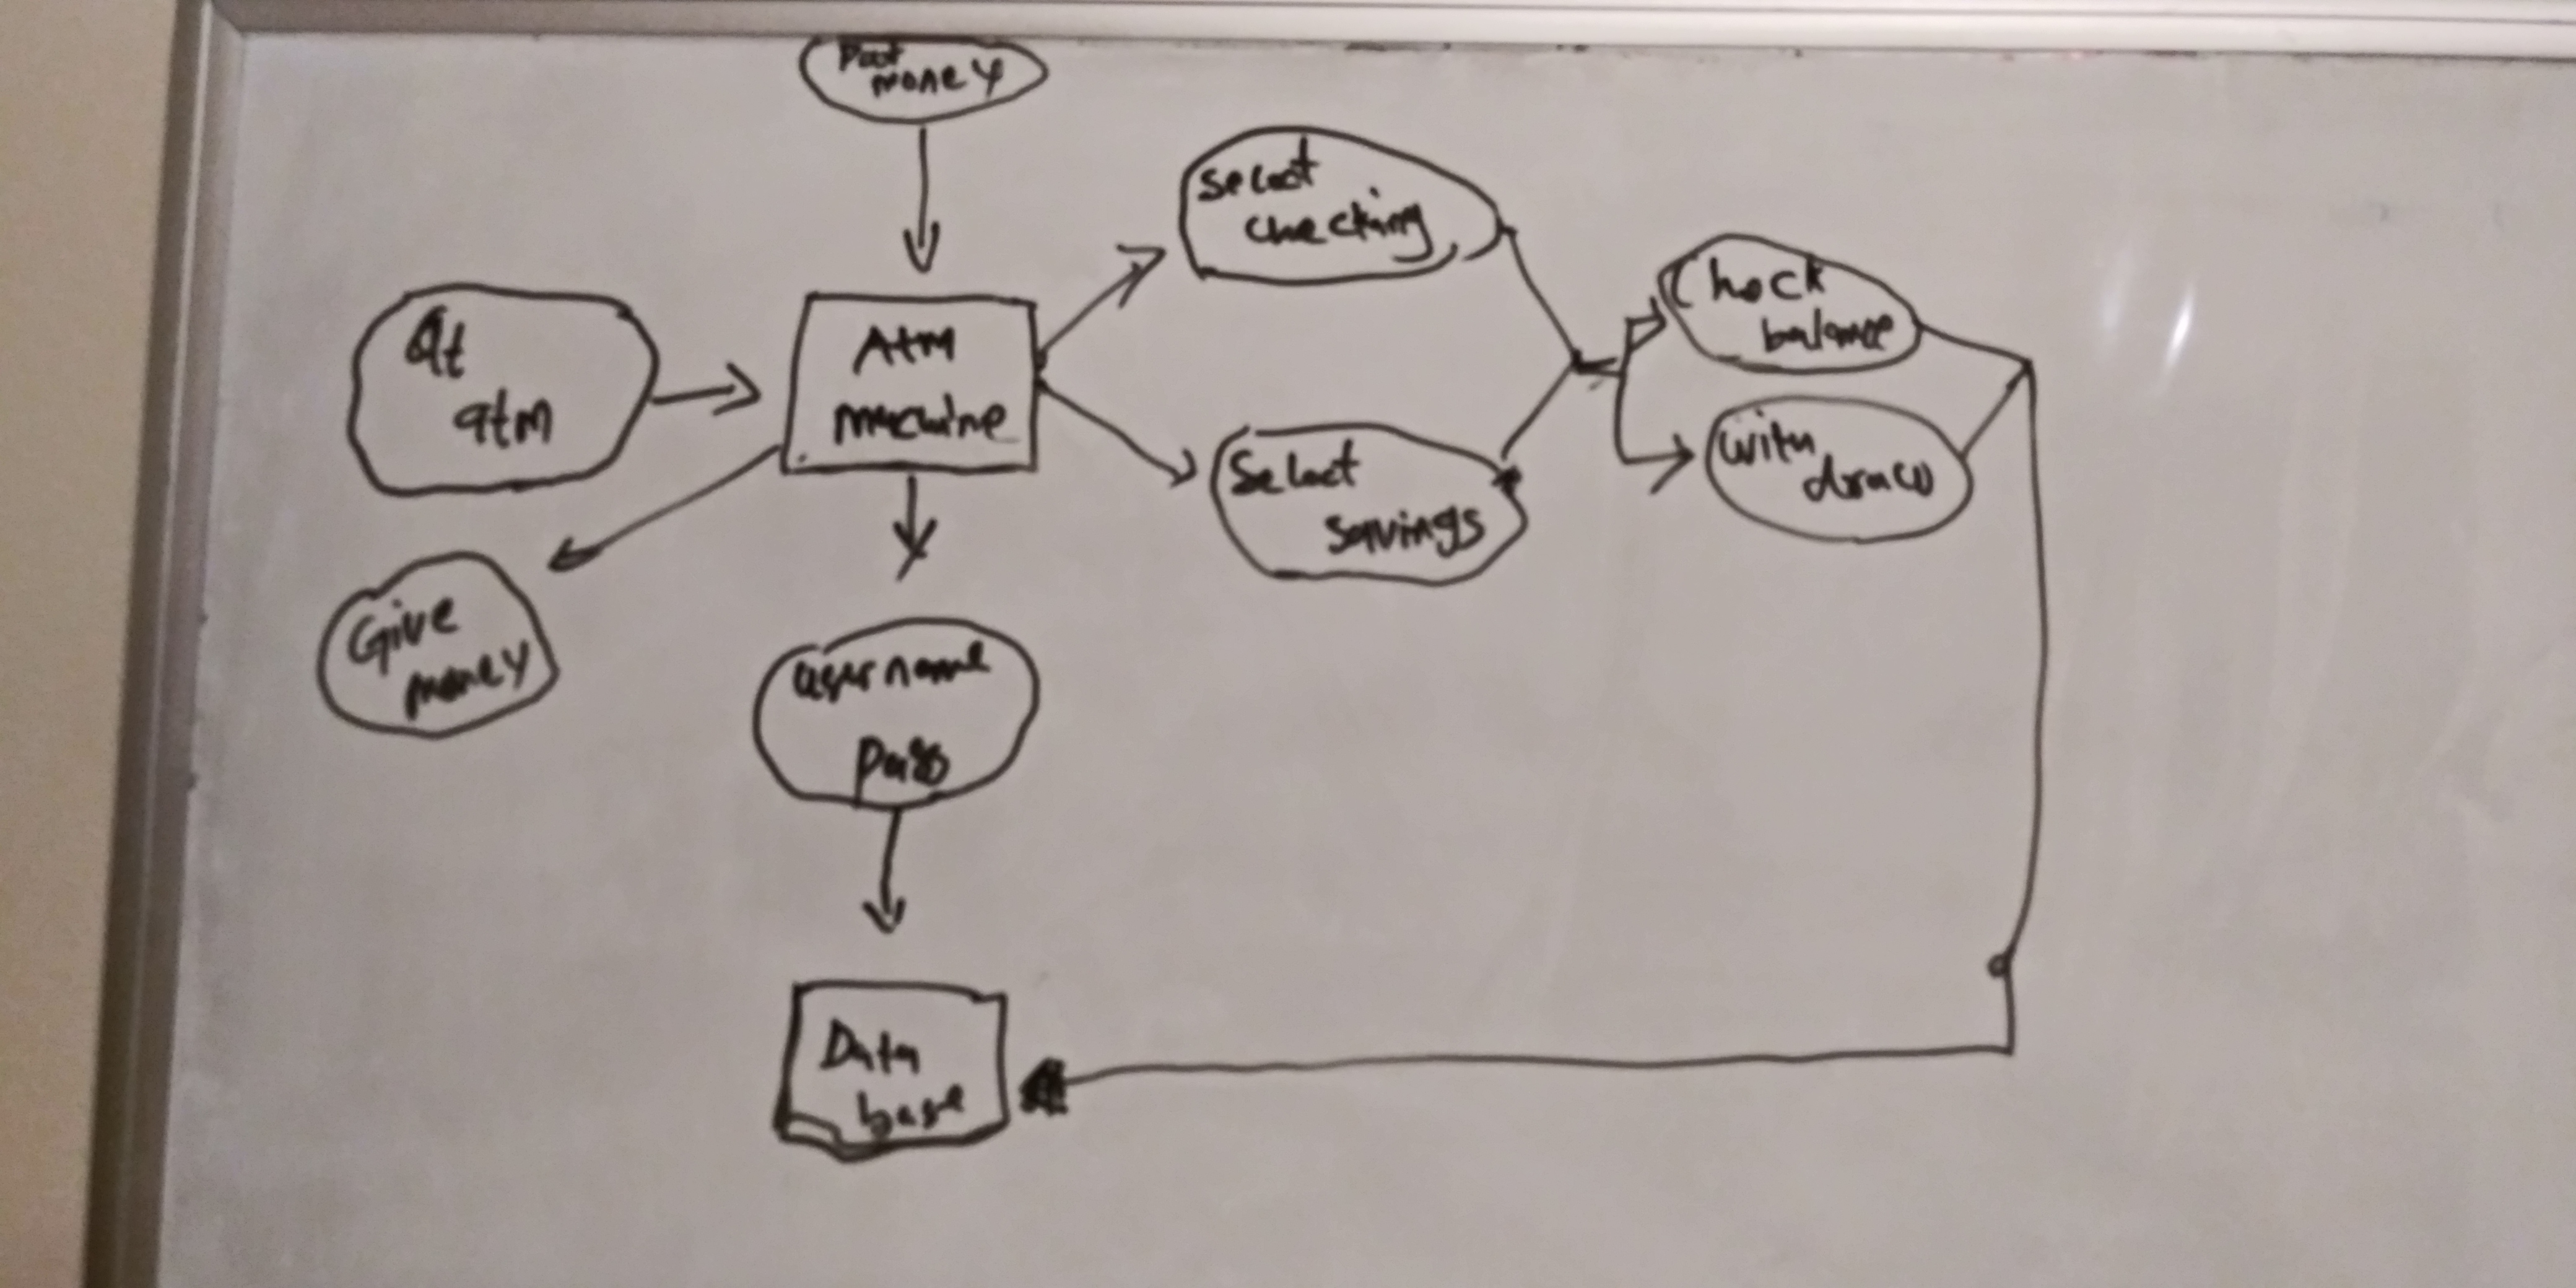 money
Select
checking
Check
balance
At
atm
Atm
machine
With
draw
Select
savings
Give
money
username
pass
Data
base